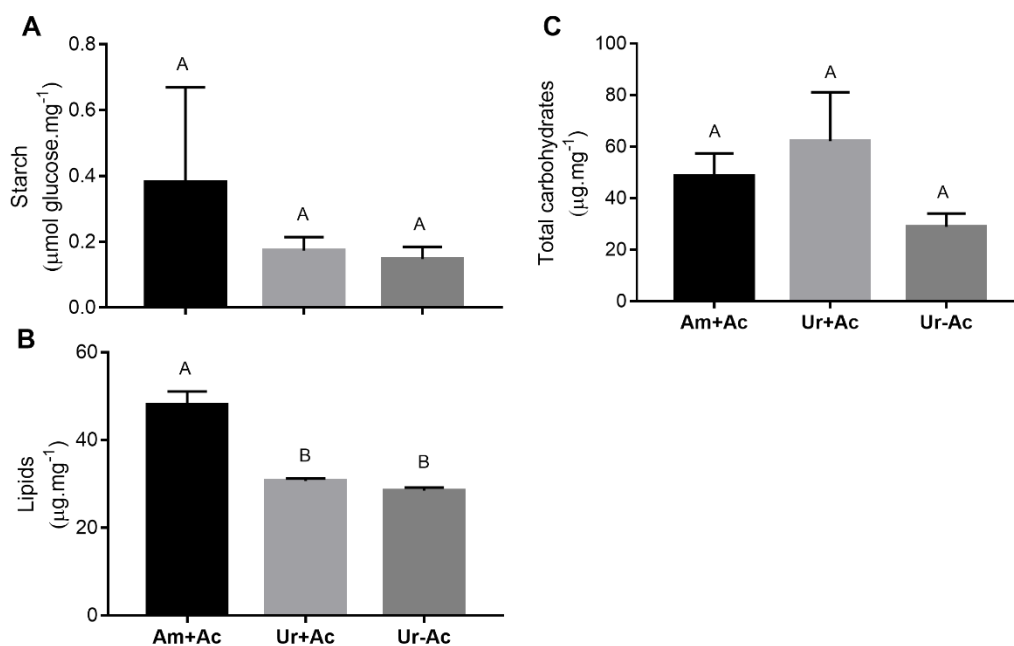 A
Starch
(µmol glucose.mg⁻¹)
0.8
0.6
0.4
0.2
0.0
A
A
A
B
Lipids
(µg.mg⁻¹)
60
40
20
0
A
B
B
Am+Ac
Ur+Ac
Ur-Ac
C
Total carbohydrates
(µg.mg⁻¹)
100
80
60
40
20
0
A
A
A
Am+Ac
Ur+Ac
Ur-Ac